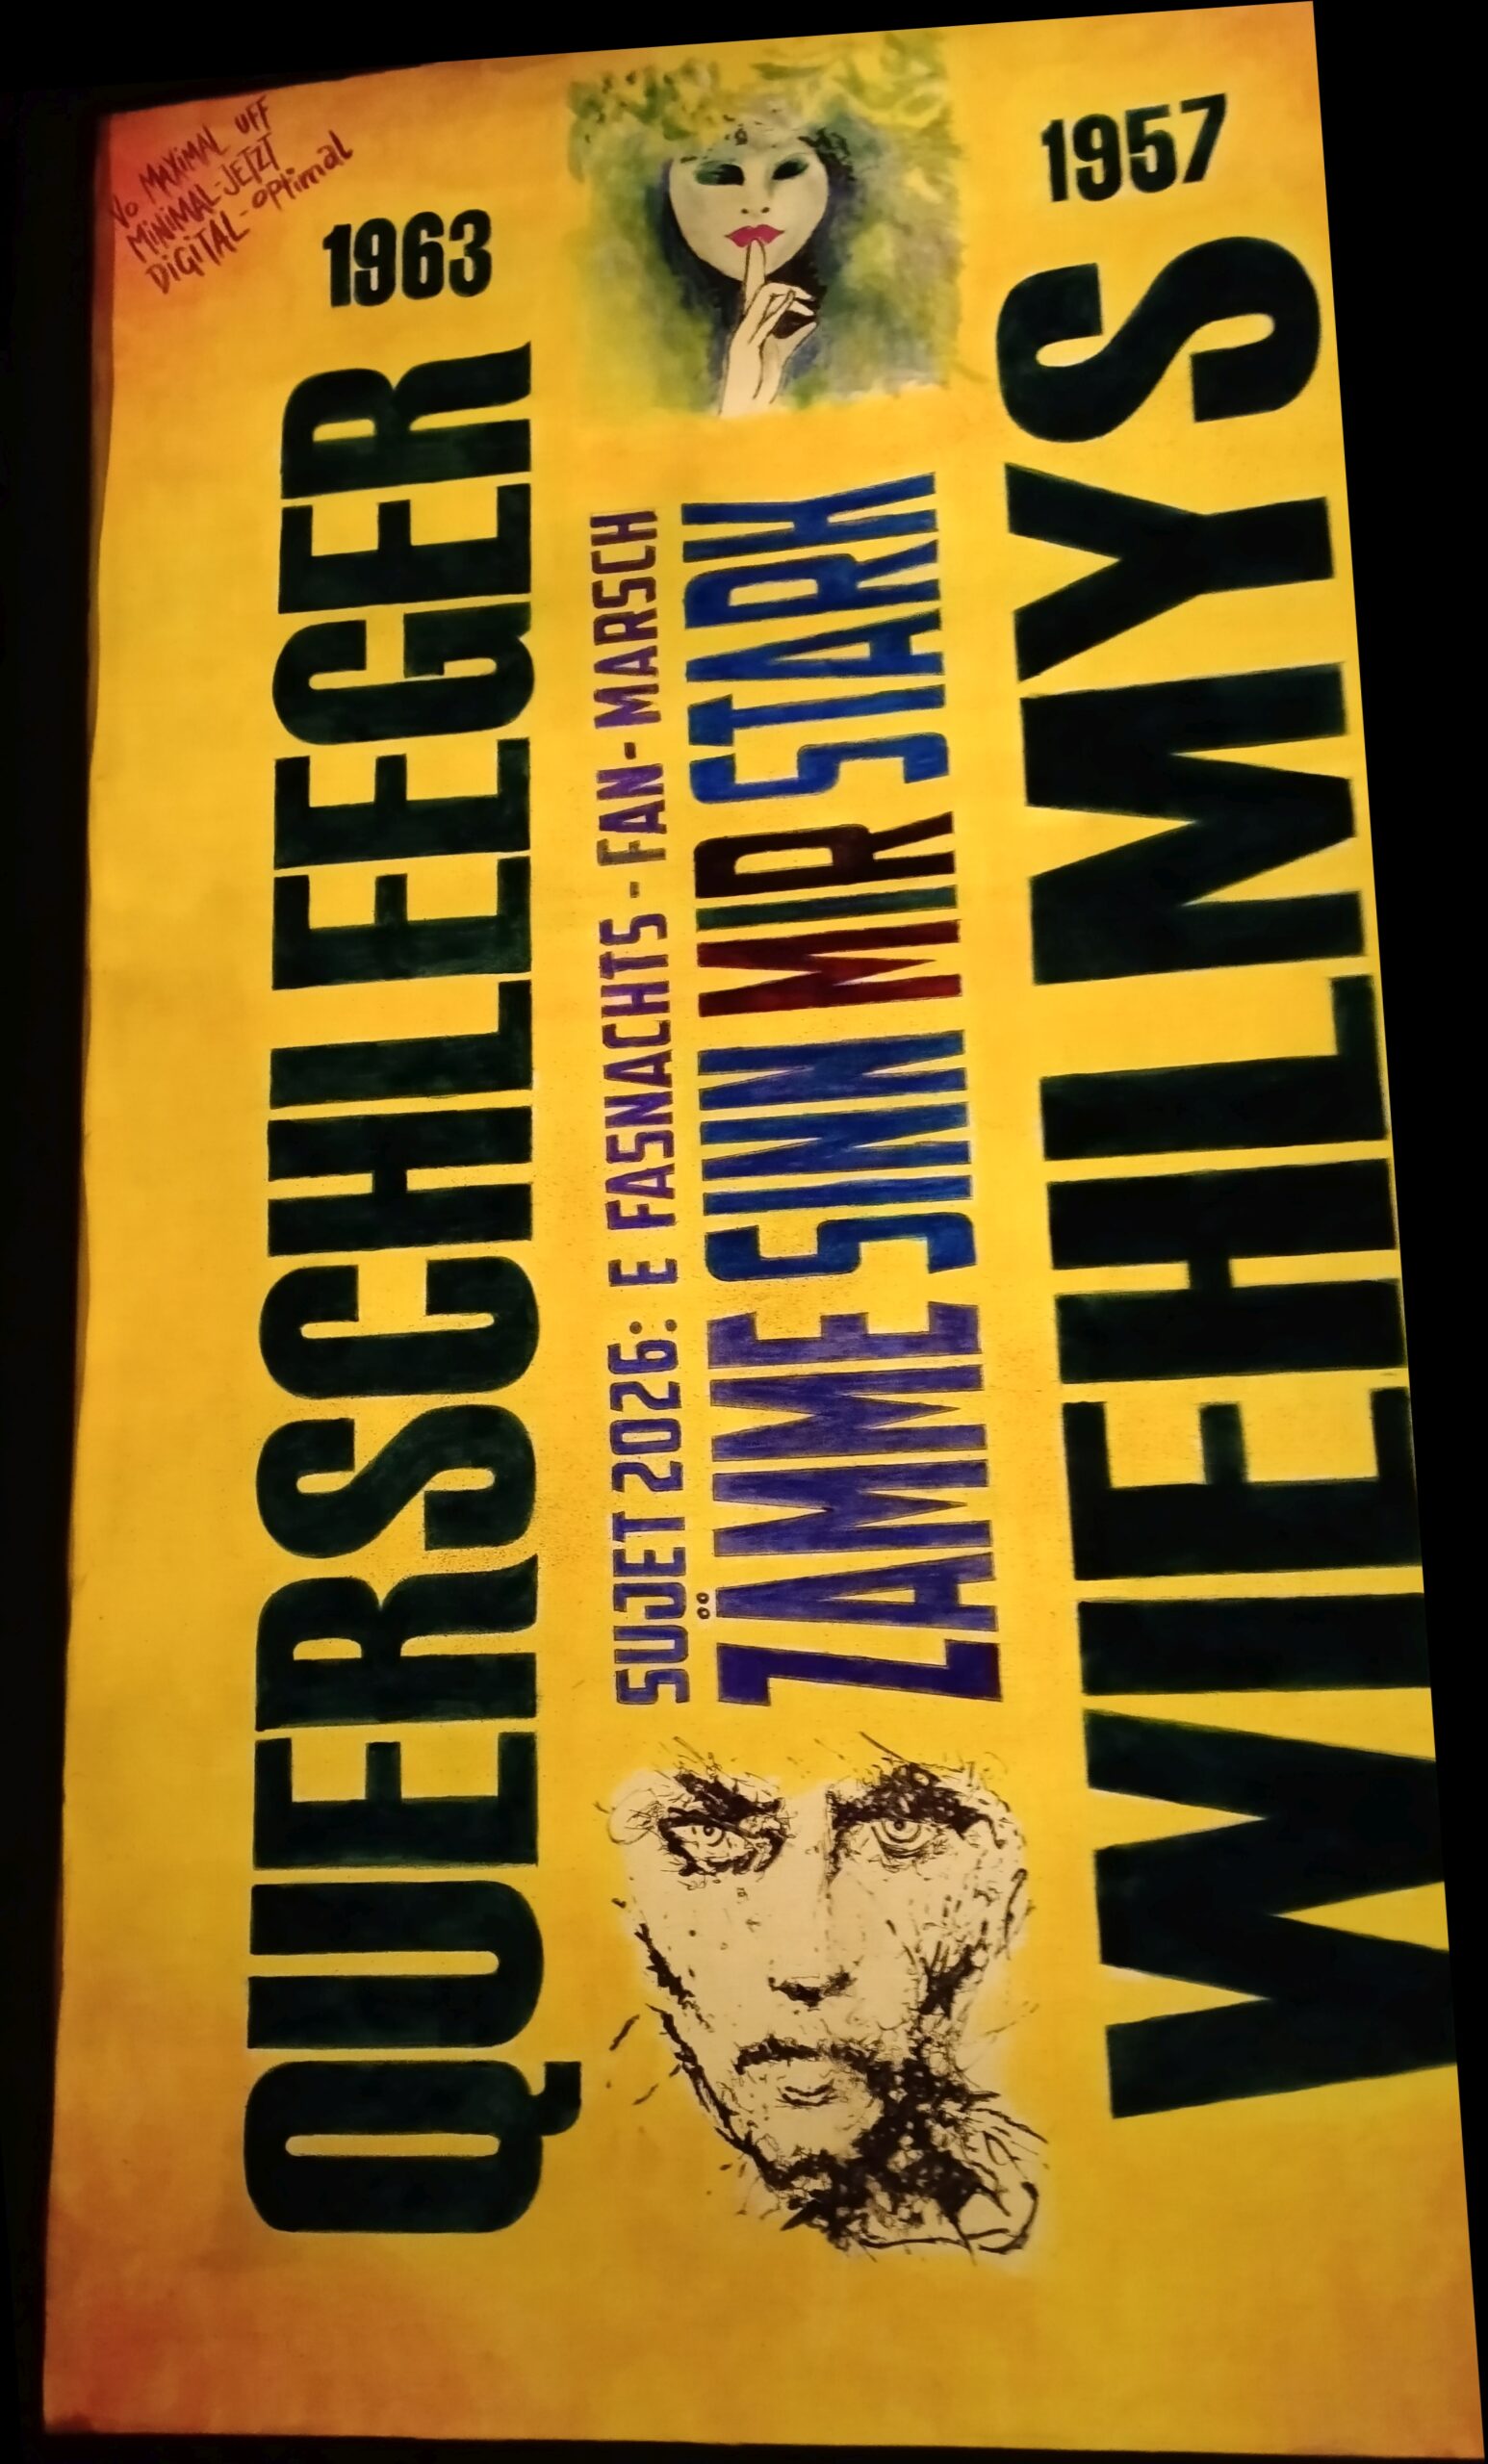 Vo MAXiMAL UFF
MiNiMAL-JETZT
DiGiTAL-optimal
QUERSCHLEEGER 1963
SUJET 2026: E FASNACHTS-FAN-MARSCH
ZÄMME SINN MIR STARK
WIEHLMYS 1957